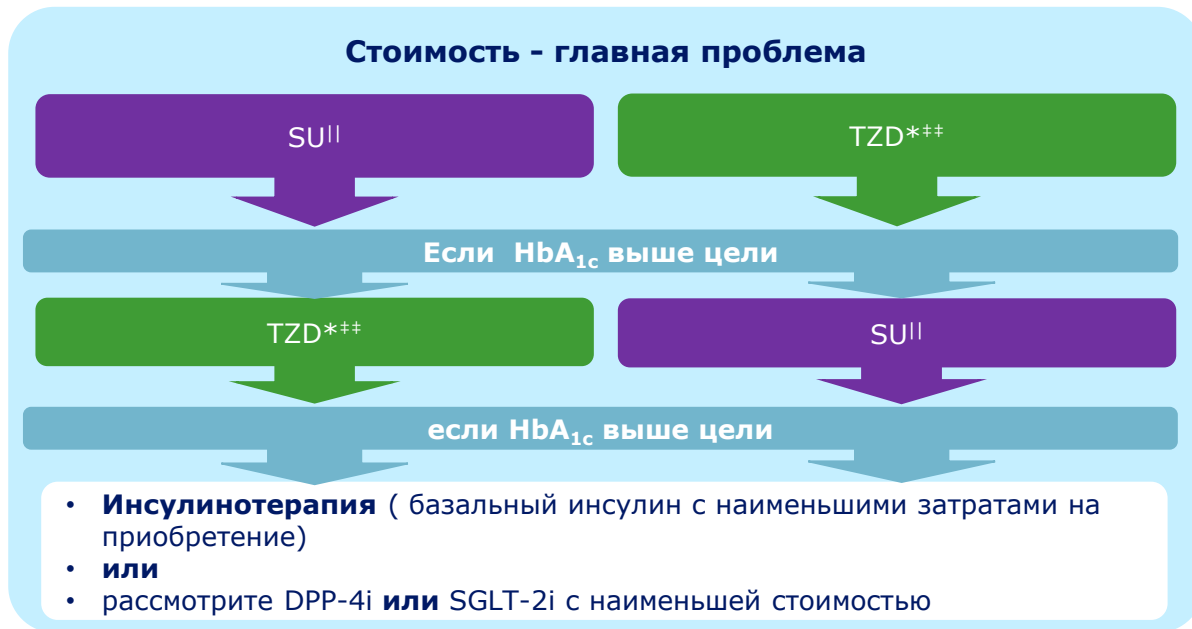 Стоимость - главная проблема
SU||
TZD*‡‡
Если HbA1c выше цели
TZD*‡‡
SU||
если HbA1c выше цели
• Инсулинотерапия ( базальный инсулин с наименьшими затратами на
приобретение)
• или
• рассмотрите DPP-4i или SGLT-2i с наименьшей стоимостью